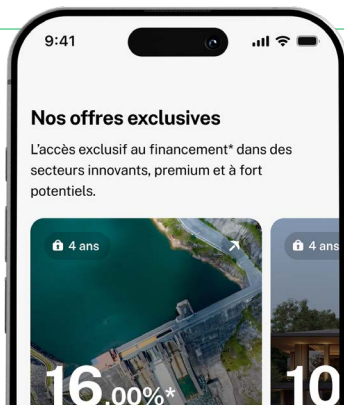 9:41
Nos offres exclusives
L'accès exclusif au financement* dans des
secteurs innovants, premium et à fort
potentiels.
4 ans
4 ans
16.00%*
10